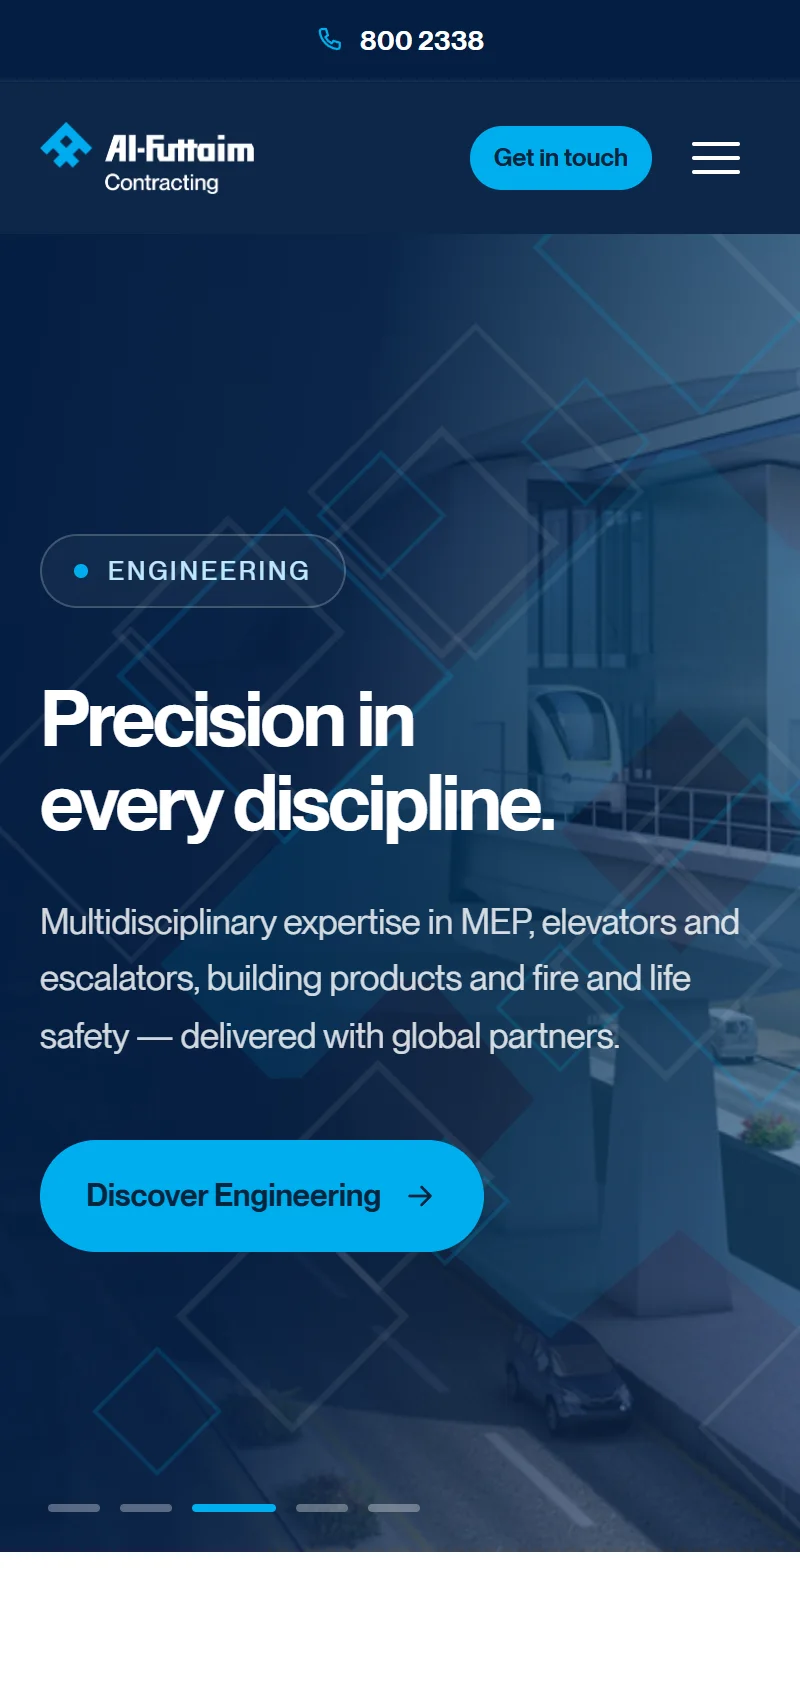 800 2338
Al-Futtaim
Contracting
Get in touch
ENGINEERING
Precision in
every discipline.
Multidisciplinary expertise in MEP, elevators and
escalators, building products and fire and life
safety — delivered with global partners.
Discover Engineering →